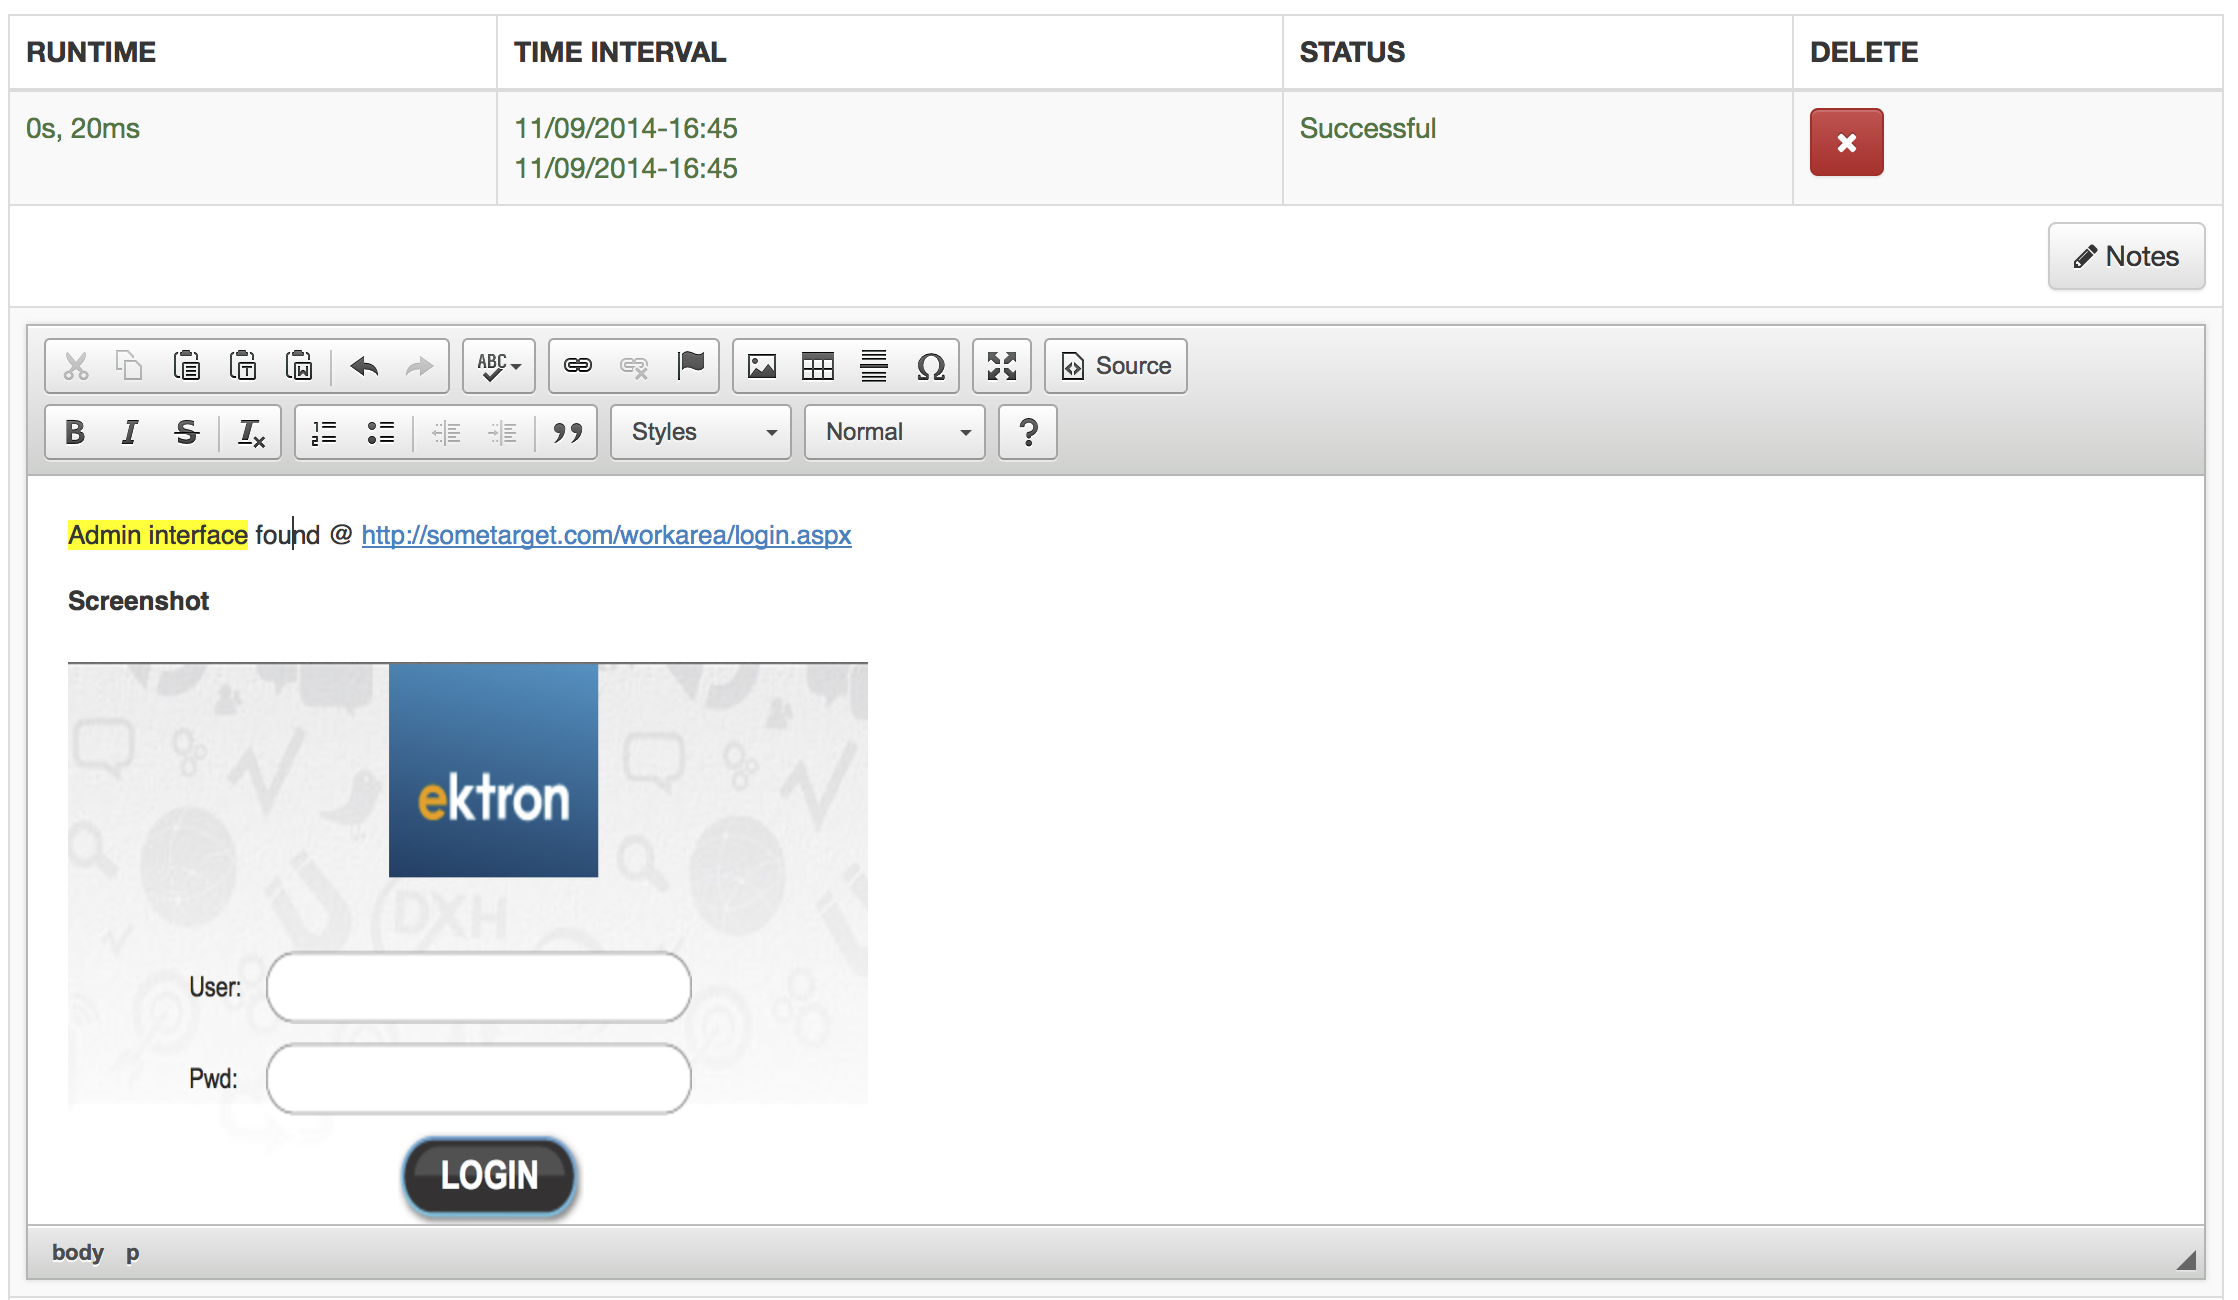 RUNTIME TIME INTERVAL STATUS DELETE
0s, 20ms 11/09/2014-16:45 Successful
11/09/2014-16:45
Notes
ABC Source
B I S Styles Normal ?
Admin interface found @ http://sometarget.com/workarea/login.aspx
Screenshot
ektron
DXH
User:
Pwd:
LOGIN
body p